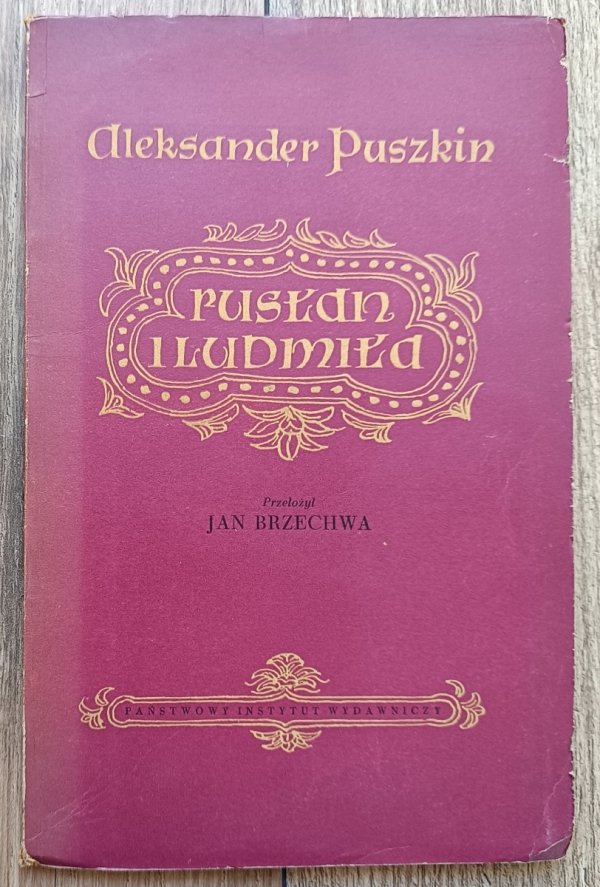 Aleksander Puszkin
RUSŁAN
I LUDMIŁA
Przełożył
JAN BRZECHWA
PAŃSTWOWY INSTYTUT WYDAWNICZY